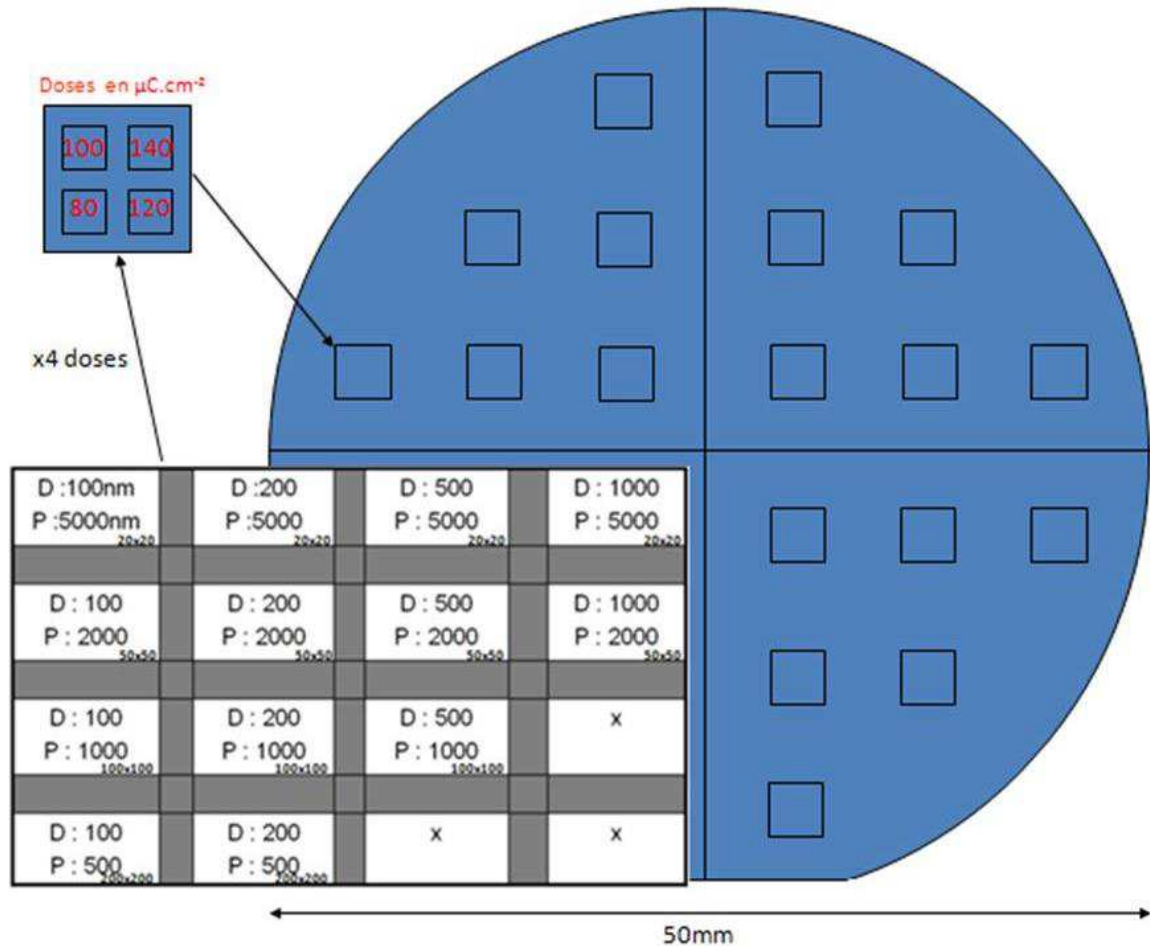 Doses en µC.cm⁻²
100 140
80 120
x4 doses
D :100nm
P :5000nm
20x20
D :200
P :5000
20x20
D : 500
P : 5000
20x20
D : 1000
P : 5000
20x20
D : 100
P : 2000
50x50
D : 200
P : 2000
50x50
D : 500
P : 2000
50x50
D : 1000
P : 2000
50x50
D : 100
P : 1000
100x100
D : 200
P : 1000
100x100
D : 500
P : 1000
100x100
x
D : 100
P : 500
200x200
D : 200
P : 500
200x200
x
x
50mm